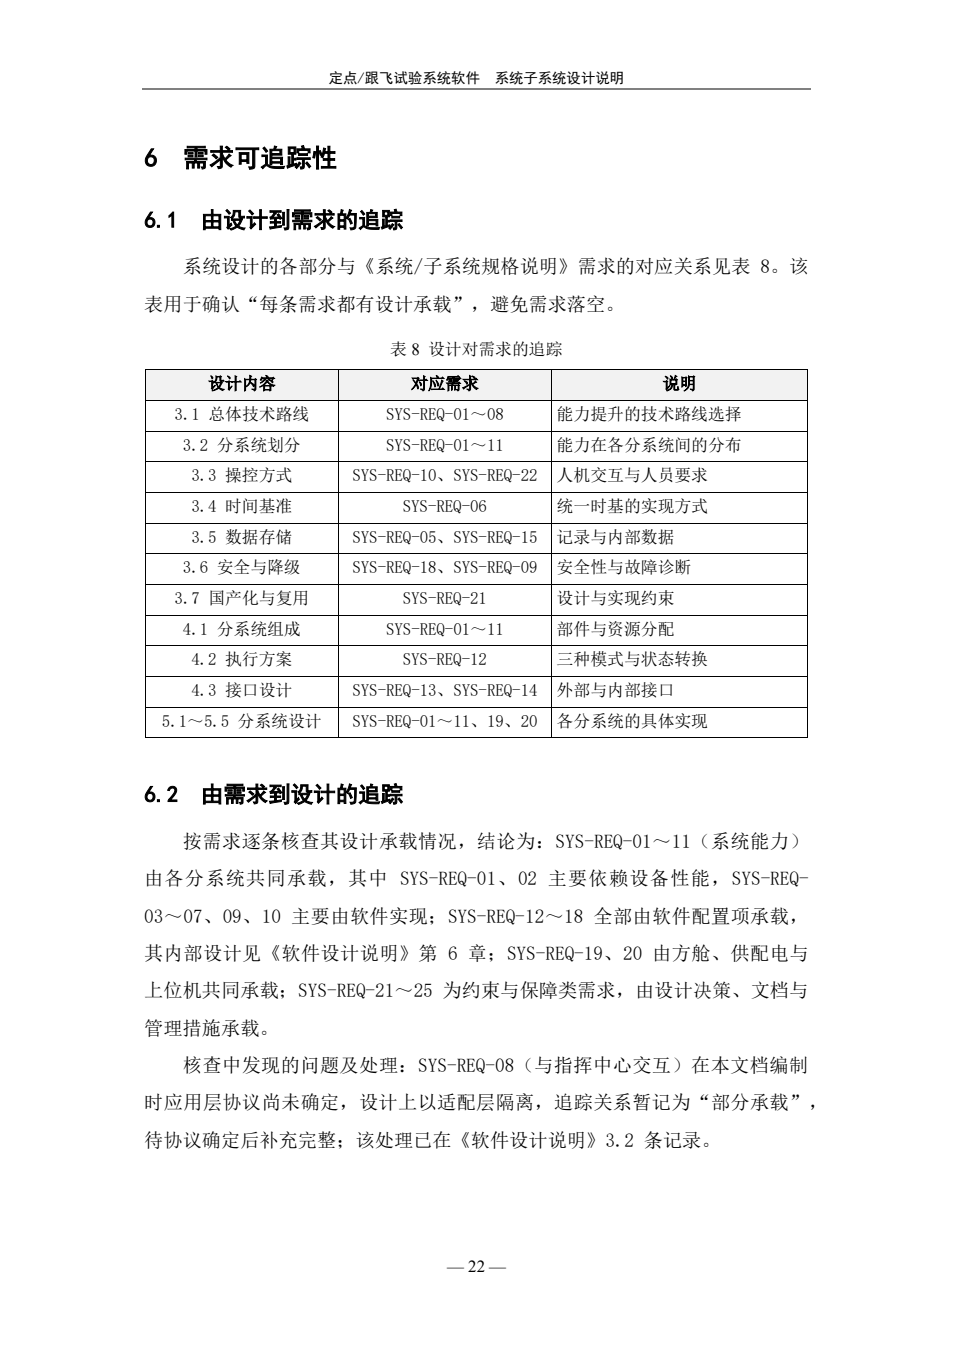 定点/跟飞试验系统软件　系统子系统设计说明
6　需求可追踪性
6.1　由设计到需求的追踪
系统设计的各部分与《系统/子系统规格说明》需求的对应关系见表 8。该
表用于确认“每条需求都有设计承载”，避免需求落空。
表 8 设计对需求的追踪
设计内容 对应需求 说明
3.1 总体技术路线 SYS-REQ-01～08 能力提升的技术路线选择
3.2 分系统划分 SYS-REQ-01～11 能力在各分系统间的分布
3.3 操控方式 SYS-REQ-10、SYS-REQ-22 人机交互与人员要求
3.4 时间基准 SYS-REQ-06 统一时基的实现方式
3.5 数据存储 SYS-REQ-05、SYS-REQ-15 记录与内部数据
3.6 安全与降级 SYS-REQ-18、SYS-REQ-09 安全性与故障诊断
3.7 国产化与复用 SYS-REQ-21 设计与实现约束
4.1 分系统组成 SYS-REQ-01～11 部件与资源分配
4.2 执行方案 SYS-REQ-12 三种模式与状态转换
4.3 接口设计 SYS-REQ-13、SYS-REQ-14 外部与内部接口
5.1～5.5 分系统设计 SYS-REQ-01～11、19、20 各分系统的具体实现
6.2　由需求到设计的追踪
按需求逐条核查其设计承载情况，结论为：SYS-REQ-01～11（系统能力）
由各分系统共同承载，其中 SYS-REQ-01、02 主要依赖设备性能，SYS-REQ-
03～07、09、10 主要由软件实现；SYS-REQ-12～18 全部由软件配置项承载，
其内部设计见《软件设计说明》第 6 章；SYS-REQ-19、20 由方舱、供配电与
上位机共同承载；SYS-REQ-21～25 为约束与保障类需求，由设计决策、文档与
管理措施承载。
核查中发现的问题及处理：SYS-REQ-08（与指挥中心交互）在本文档编制
时应用层协议尚未确定，设计上以适配层隔离，追踪关系暂记为“部分承载”，
待协议确定后补充完整；该处理已在《软件设计说明》3.2 条记录。
— 22 —